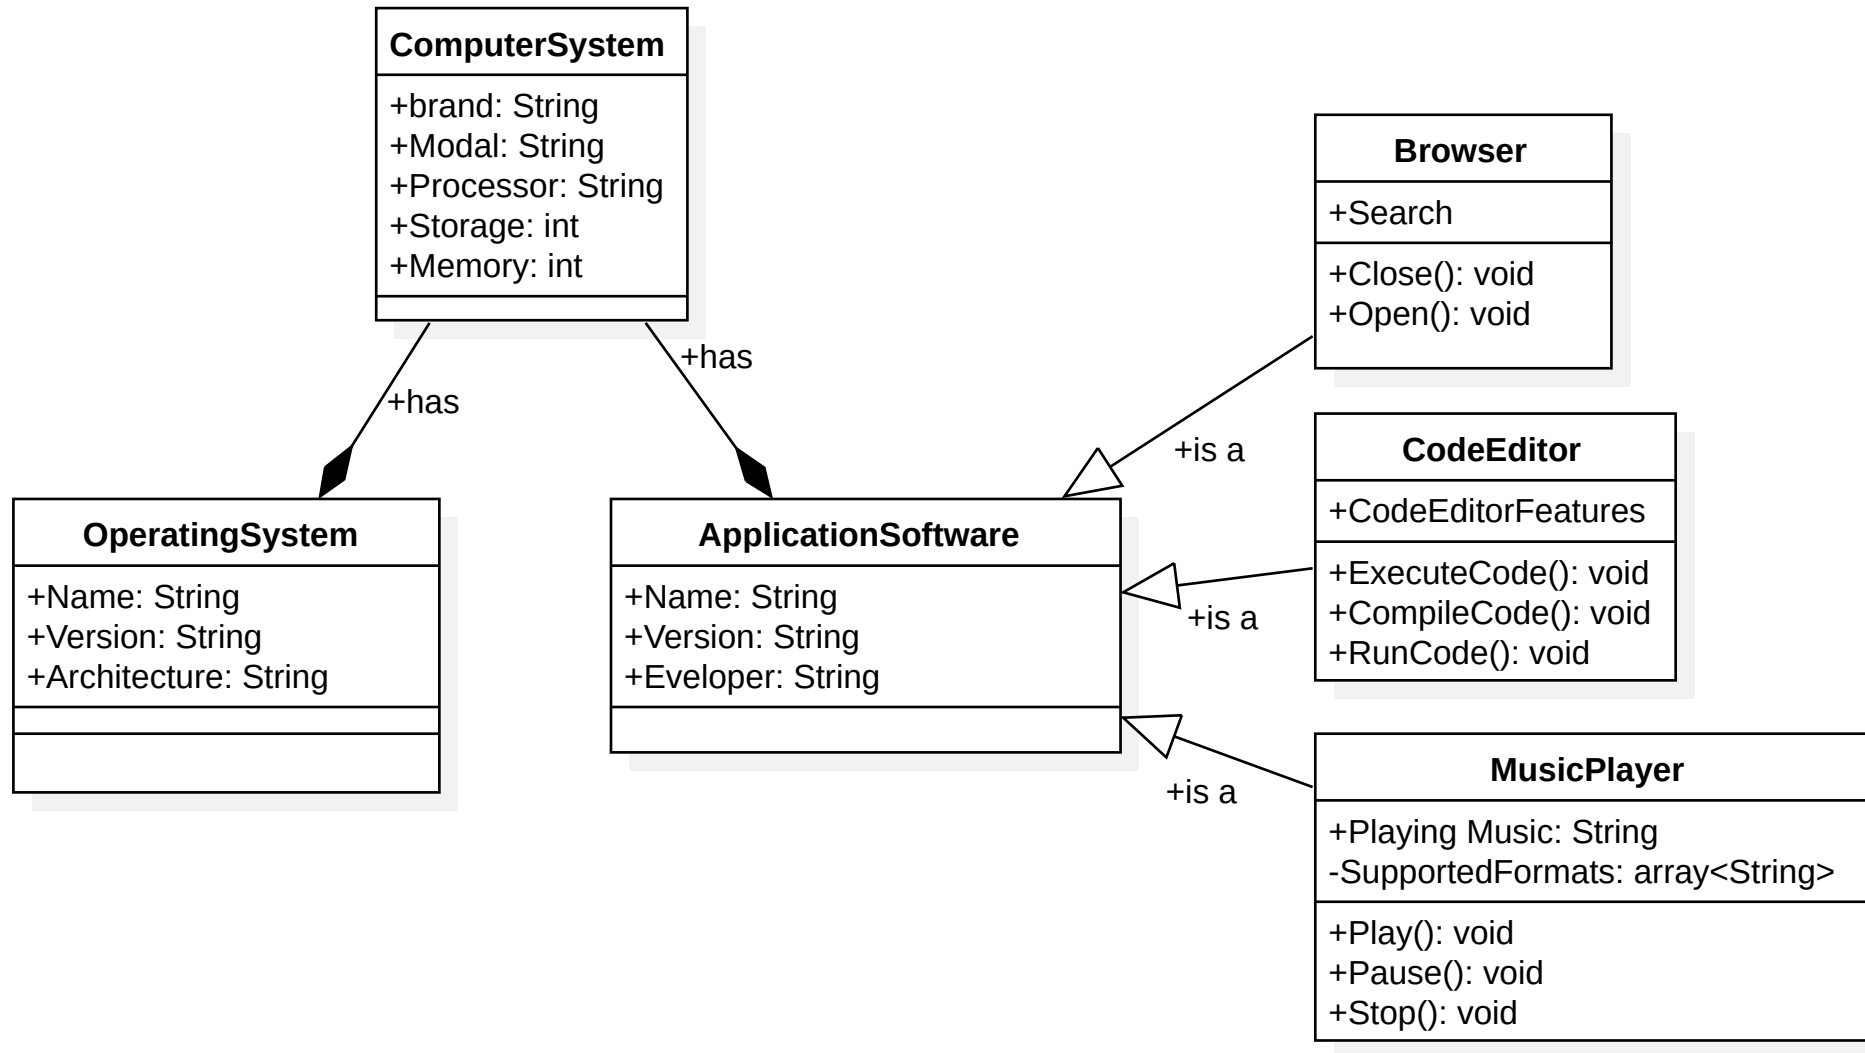 ComputerSystem
+brand: String
+Modal: String
+Processor: String
+Storage: int
+Memory: int
+has
+has
OperatingSystem
+Name: String
+Version: String
+Architecture: String
ApplicationSoftware
+Name: String
+Version: String
+Eveloper: String
Browser
+Search
+Close(): void
+Open(): void
+is a
CodeEditor
+CodeEditorFeatures
+ExecuteCode(): void
+CompileCode(): void
+RunCode(): void
+is a
MusicPlayer
+Playing Music: String
-SupportedFormats: array<String>
+Play(): void
+Pause(): void
+Stop(): void
+is a